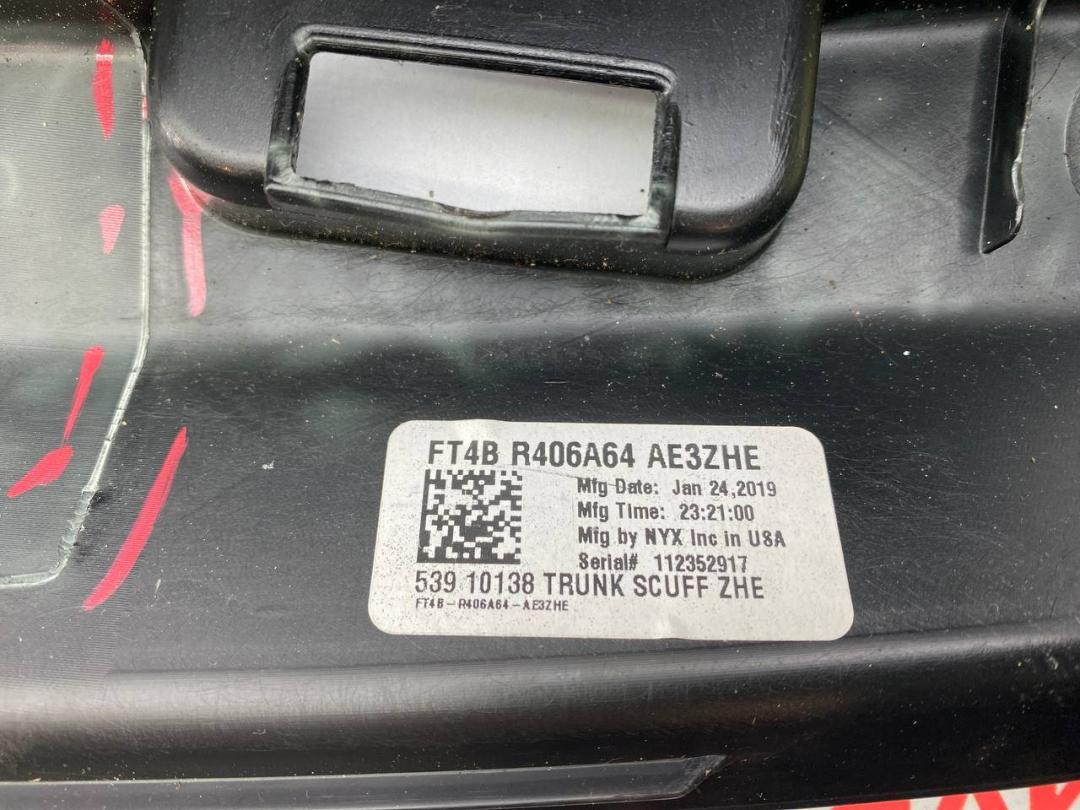 FT4B R406A64 AE3ZHE
Mfg Date: Jan 24,2019
Mfg Time: 23:21:00
Mfg by NYX Inc in USA
Serial# 112352917
539 10138 TRUNK SCUFF ZHE
FT4B-R406A64-AE3ZHE